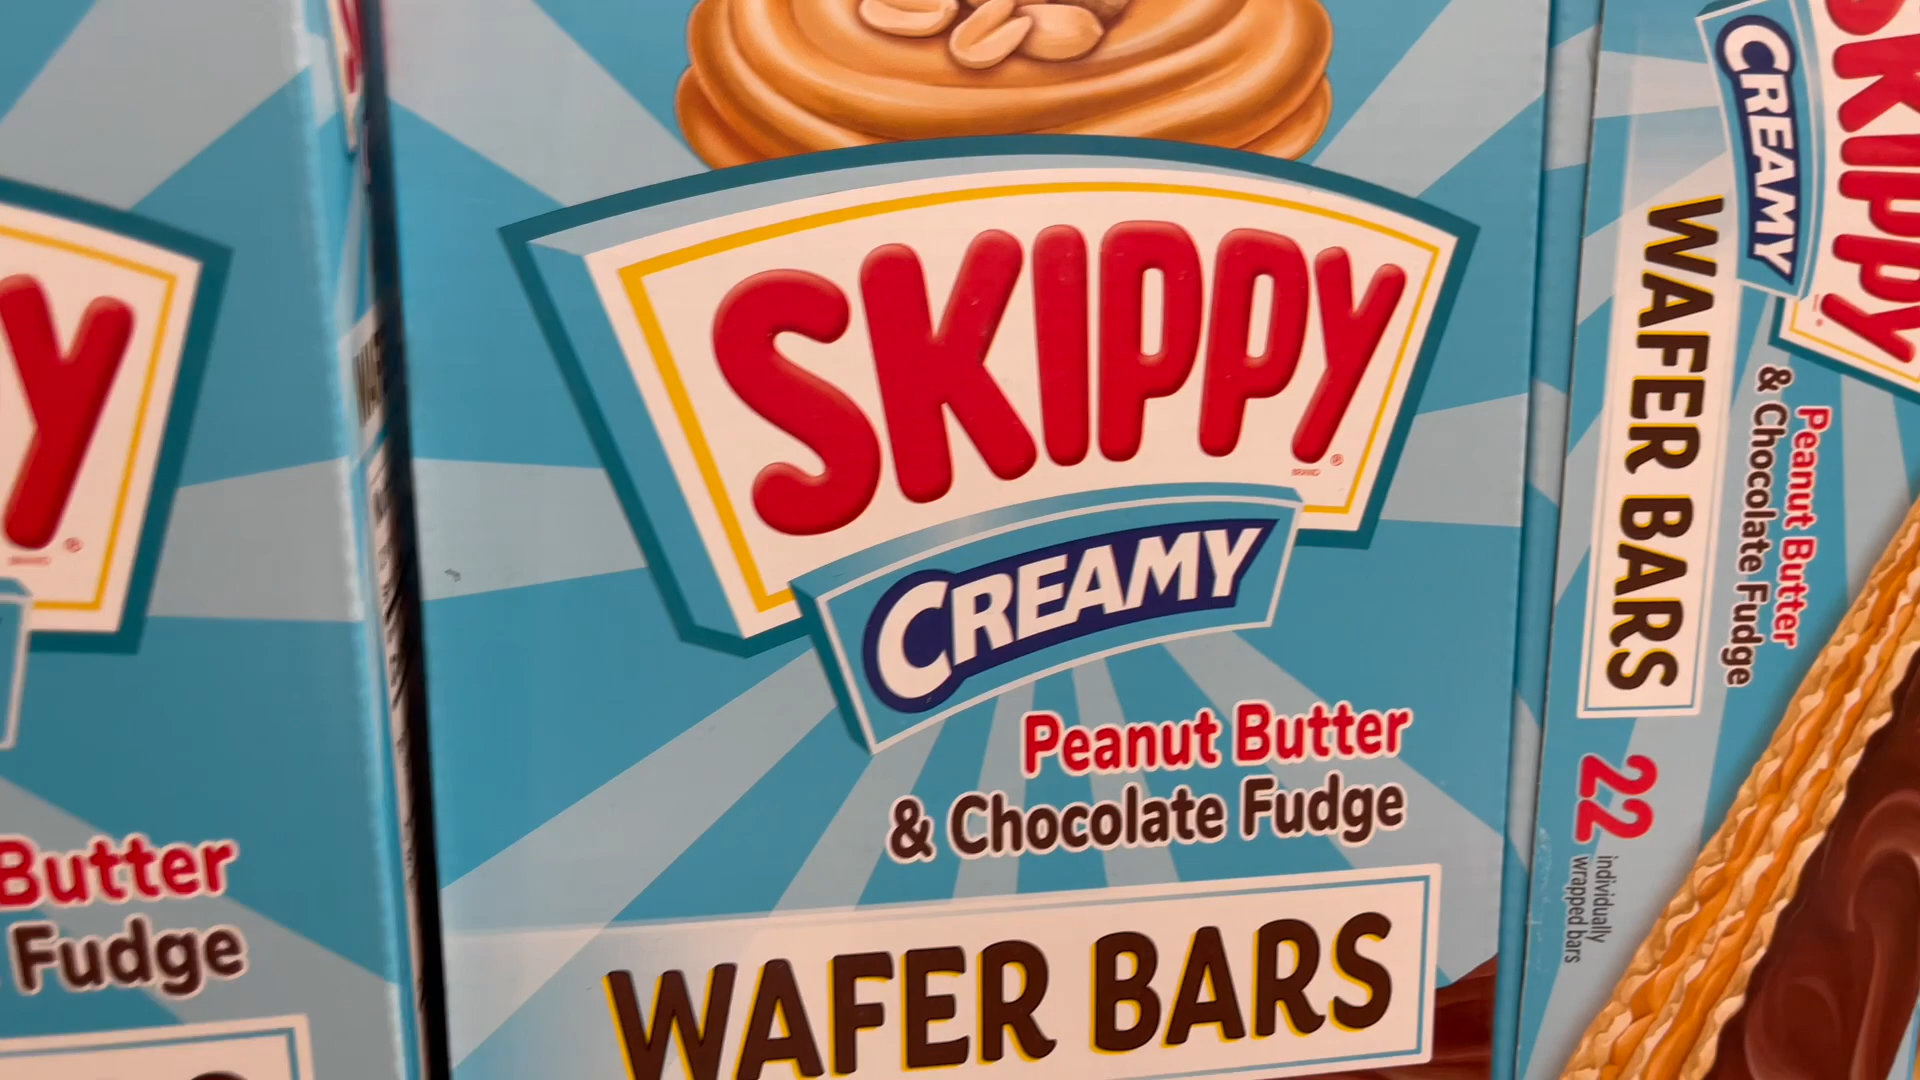 Y
®
Butter
Fudge
SKIPPY
BRAND ®
CREAMY
Peanut Butter
& Chocolate Fudge
WAFER BARS
SKIPPY
CREAMY
Peanut Butter
& Chocolate Fudge
WAFER BARS
22
individually
wrapped bars